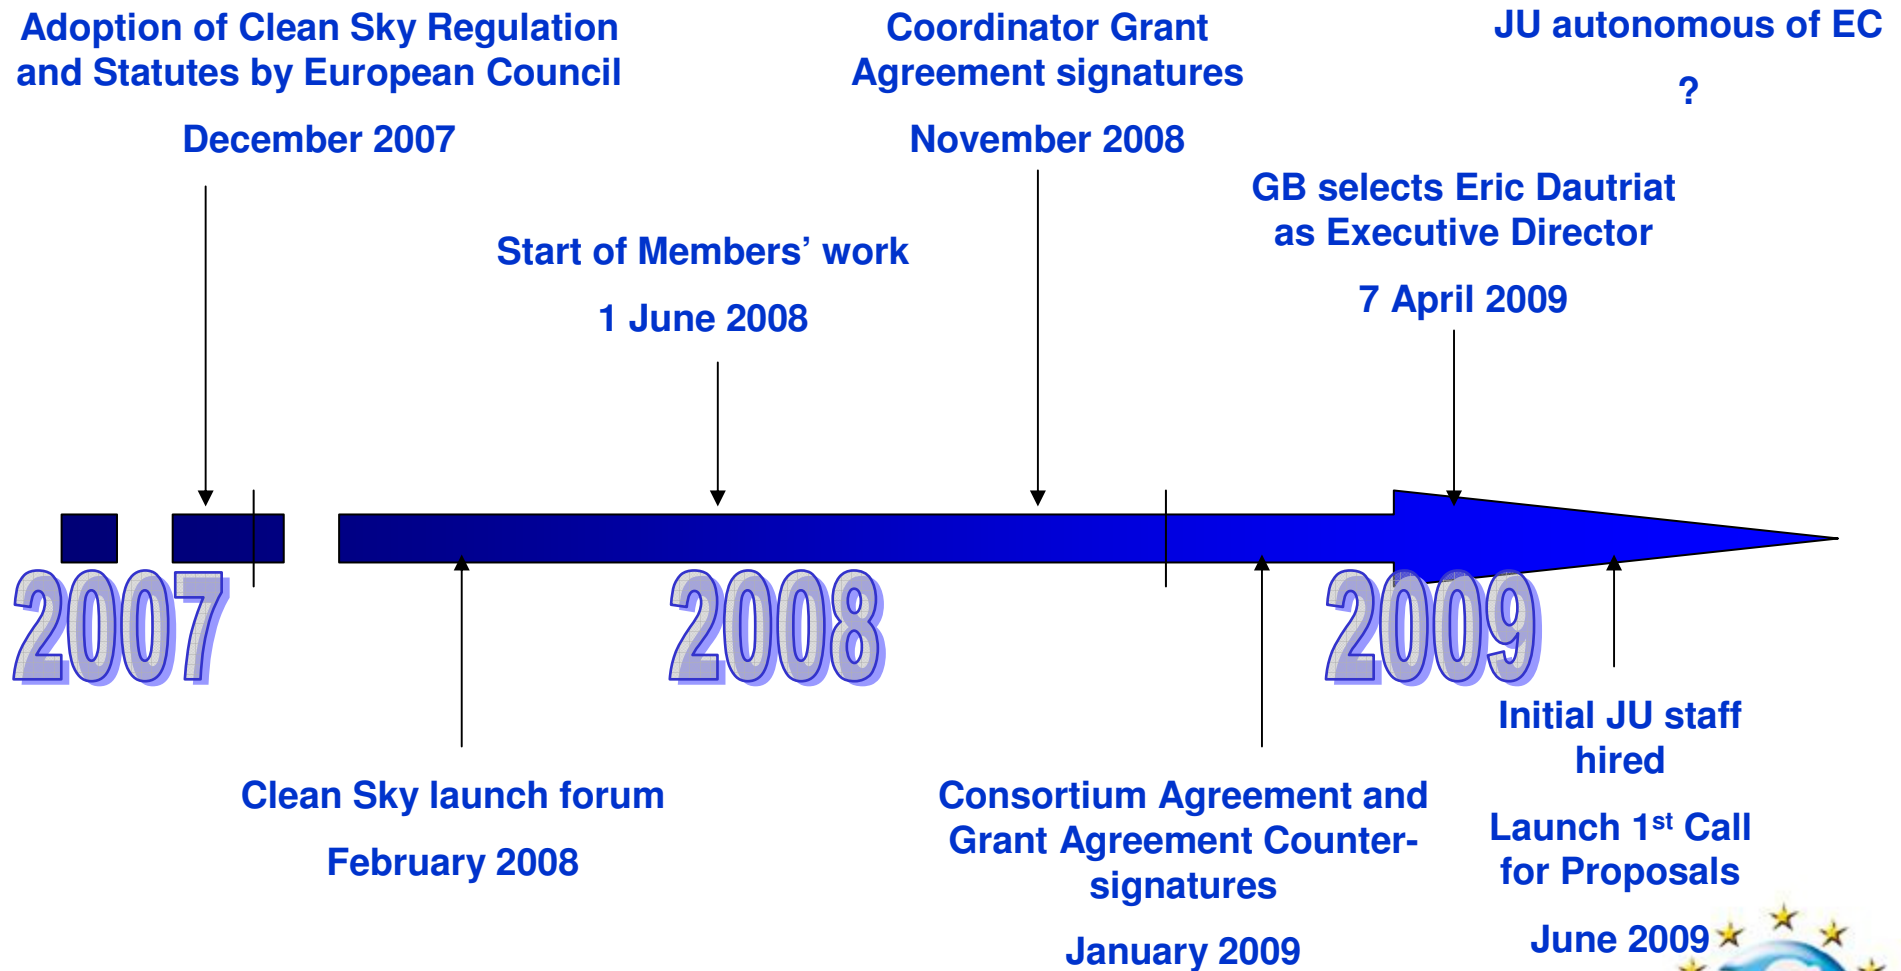 Adoption of Clean Sky Regulation
and Statutes by European Council
December 2007
Coordinator Grant
Agreement signatures
November 2008
JU autonomous of EC
?
GB selects Eric Dautriat
as Executive Director
7 April 2009
Start of Members’ work
1 June 2008
2007
2008
2009
Clean Sky launch forum
February 2008
Consortium Agreement and
Grant Agreement Counter-
signatures
January 2009
Initial JU staff
hired
Launch 1st Call
for Proposals
June 2009